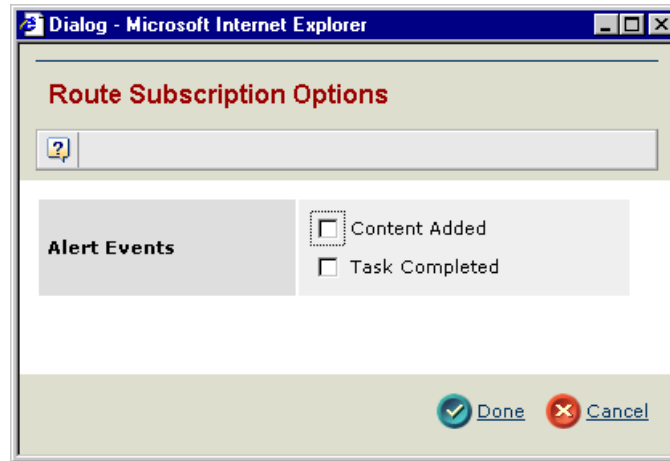 Dialog - Microsoft Internet Explorer
Route Subscription Options
?
Alert Events
Content Added
Task Completed
Done
Cancel